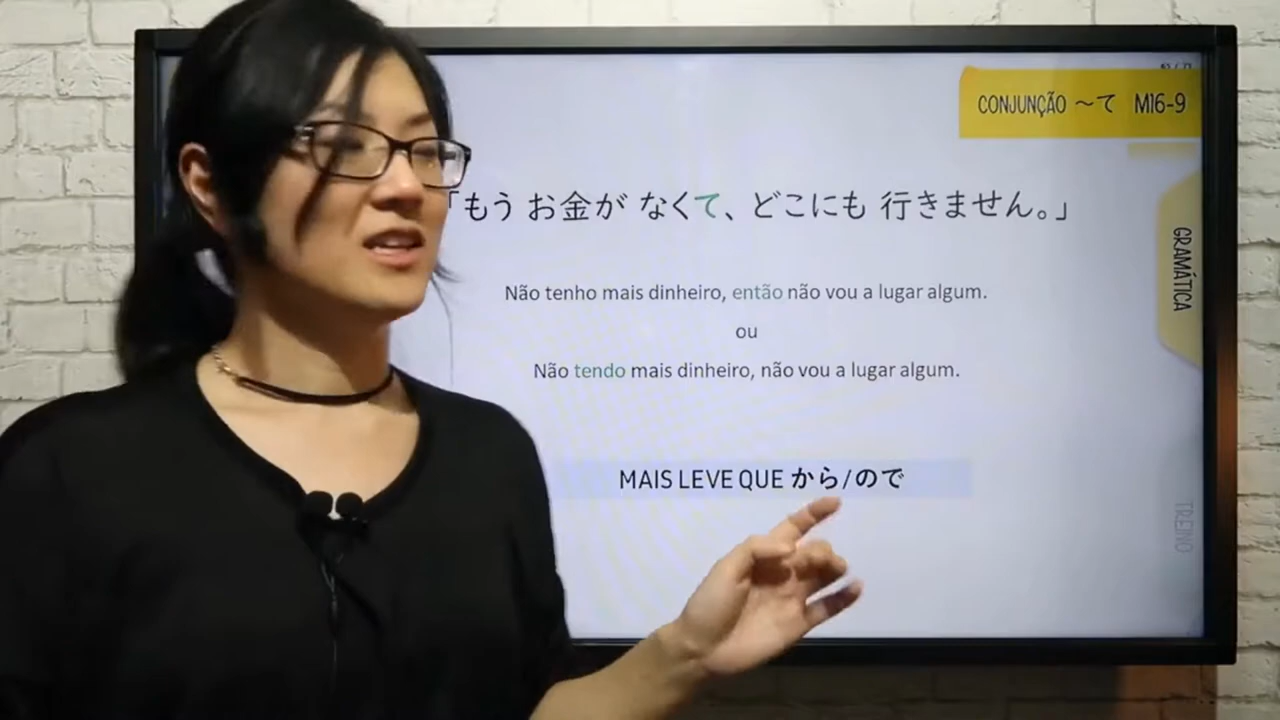 CONJUNÇÃO ～て M16-9
「もう お金が なくて、どこにも 行きません。」
GRAMÁTICA
Não tenho mais dinheiro, então não vou a lugar algum.
ou
Não tendo mais dinheiro, não vou a lugar algum.
MAIS LEVE QUE から/ので
TREINO